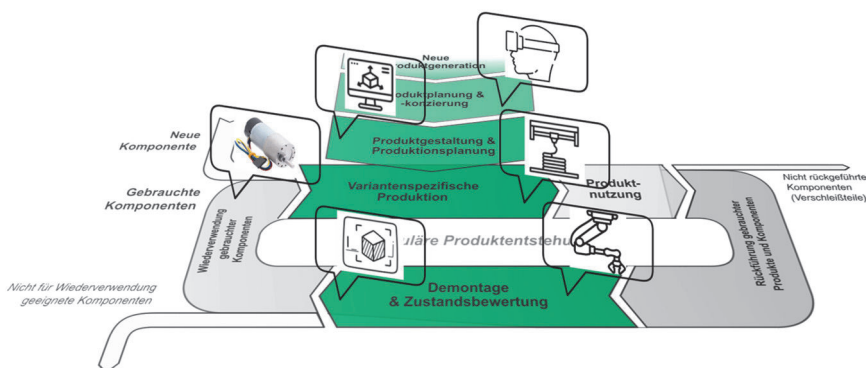 Neue
Produktgeneration
Produktplanung &
-konzierung
Neue
Komponente
Produktgestaltung &
Produktionsplanung
Gebrauchte
Komponenten
Variantenspezifische
Produktion
Produkt-
nutzung
Nicht rückgeführte
Komponenten
(Verschleißteile)
Wiederverwendung
gebrauchter
Komponenten
uläre Produktentstehu
Rückführung gebrauchter
Produkte und Komponenten
Nicht für Wiederverwendung
geeignete Komponenten
Demontage
& Zustandsbewertung